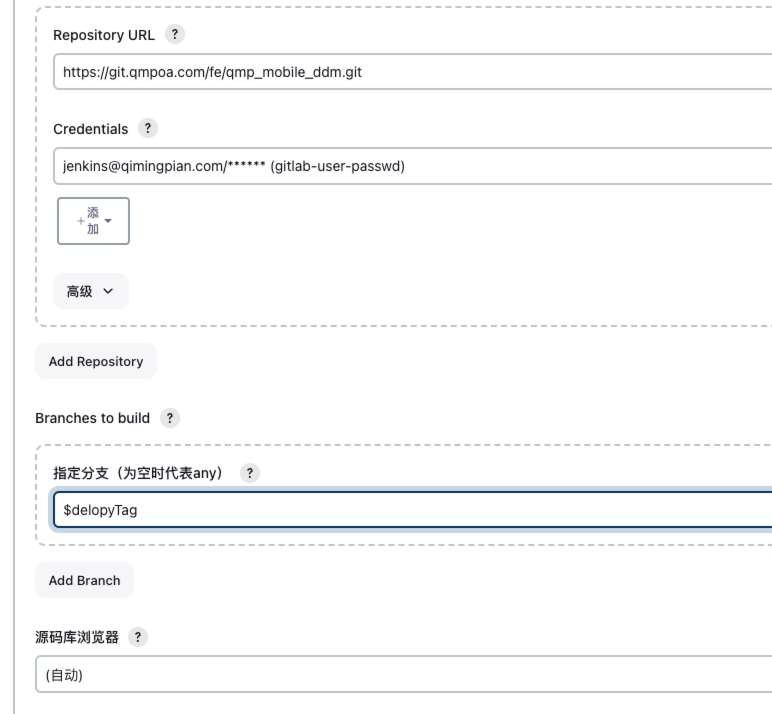 Repository URL ?
https://git.qmpoa.com/fe/qmp_mobile_ddm.git
Credentials ?
jenkins@qimingpian.com/****** (gitlab-user-passwd)
+添
加
高级
Add Repository
Branches to build ?
指定分支（为空时代表any） ?
$delopyTag
Add Branch
源码库浏览器 ?
(自动)